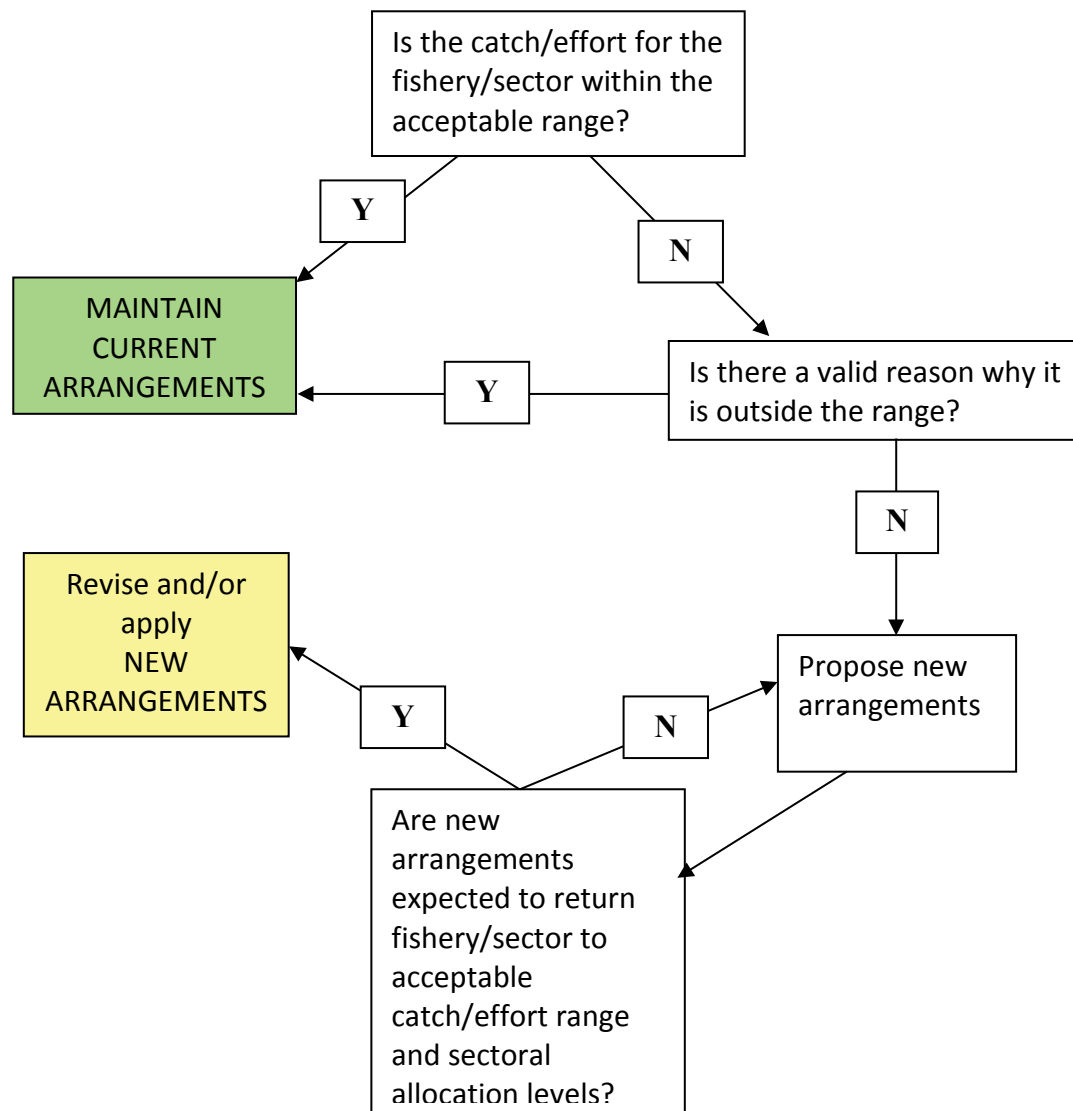 Is the catch/effort for the
fishery/sector within the
acceptable range?
Y
N
MAINTAIN
CURRENT
ARRANGEMENTS
Y
Is there a valid reason why it
is outside the range?
N
Revise and/or
apply
NEW
ARRANGEMENTS
Propose new
arrangements
Y
N
Are new
arrangements
expected to return
fishery/sector to
acceptable
catch/effort range
and sectoral
allocation levels?